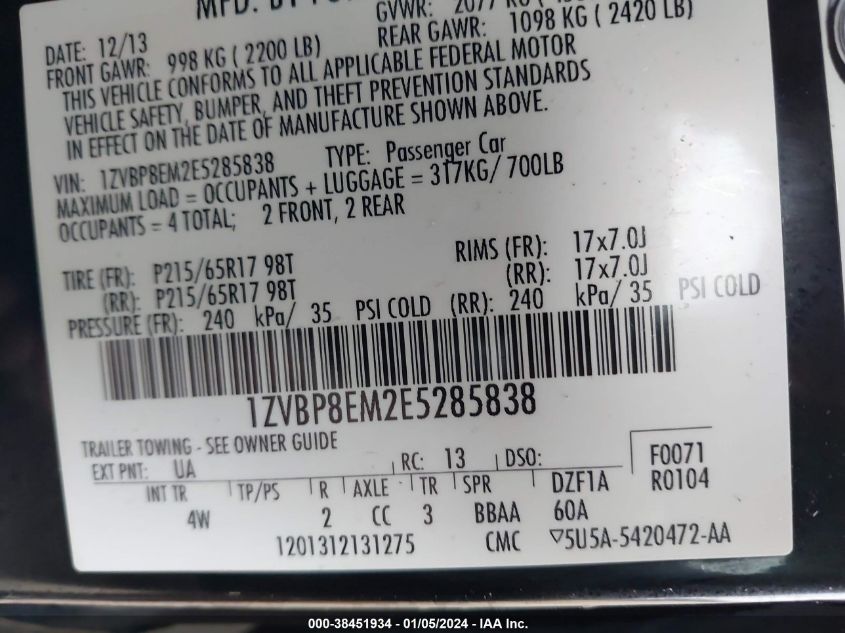 MFD. BY
GVWR: 2077 KG
DATE: 12/13
REAR GAWR: 1098 KG ( 2420 LB)
FRONT GAWR: 998 KG ( 2200 LB)
THIS VEHICLE CONFORMS TO ALL APPLICABLE FEDERAL MOTOR
VEHICLE SAFETY, BUMPER, AND THEFT PREVENTION STANDARDS
IN EFFECT ON THE DATE OF MANUFACTURE SHOWN ABOVE.
VIN: 1ZVBP8EM2E5285838 TYPE: Passenger Car
MAXIMUM LOAD = OCCUPANTS + LUGGAGE = 317KG/ 700LB
OCCUPANTS = 4 TOTAL; 2 FRONT, 2 REAR
TIRE (FR): P215/65R17 98T RIMS (FR): 17x7.0J
(RR): P215/65R17 98T (RR): 17x7.0J
PRESSURE (FR): 240 kPa/ 35 PSI COLD (RR): 240 kPa/ 35 PSI COLD
1ZVBP8EM2E5285838
TRAILER TOWING - SEE OWNER GUIDE
EXT PNT: UA RC: 13 DSO: F0071
INT TR TP/PS R AXLE TR SPR DZF1A R0104
4W 2 CC 3 BBAA 60A
1201312131275 CMC ▽5U5A-5420472-AA
000-38451934 - 01/05/2024 - IAA Inc.